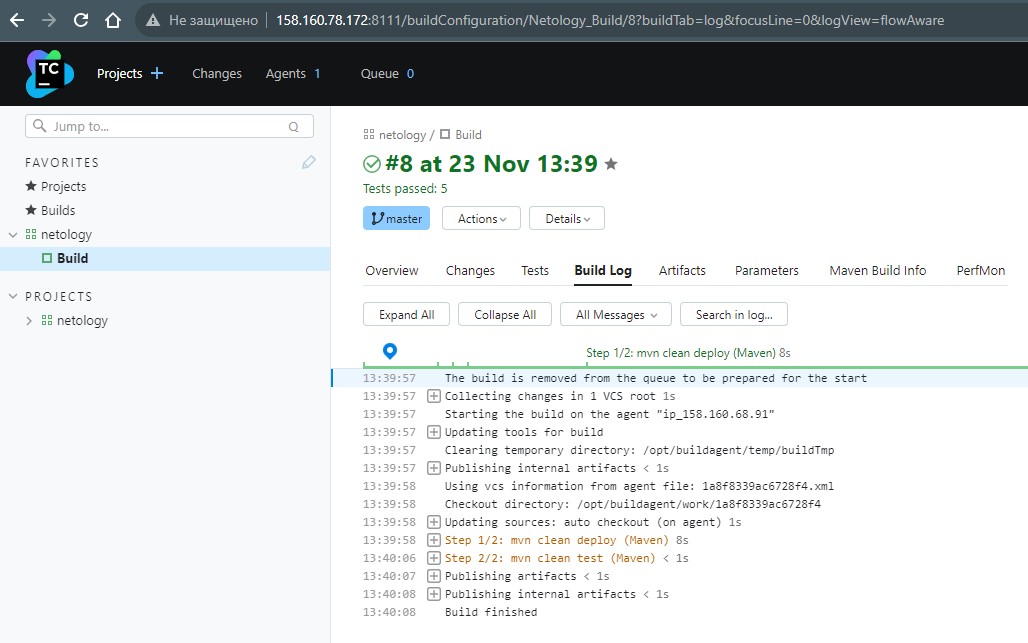 Не защищено 158.160.78.172:8111/buildConfiguration/Netology_Build/8?buildTab=log&focusLine=0&logView=flowAware
TC Projects + Changes Agents 1 Queue 0
Jump to... Q
FAVORITES
Projects
Builds
netology
Build
PROJECTS
netology
netology / Build
#8 at 23 Nov 13:39
Tests passed: 5
master Actions Details
Overview Changes Tests Build Log Artifacts Parameters Maven Build Info PerfMon
Expand All Collapse All All Messages Search in log...
Step 1/2: mvn clean deploy (Maven) 8s
13:39:57 The build is removed from the queue to be prepared for the start
13:39:57 Collecting changes in 1 VCS root 1s
13:39:57 Starting the build on the agent "ip_158.160.68.91"
13:39:57 Updating tools for build
13:39:57 Clearing temporary directory: /opt/buildagent/temp/buildTmp
13:39:57 Publishing internal artifacts < 1s
13:39:58 Using vcs information from agent file: 1a8f8339ac6728f4.xml
13:39:58 Checkout directory: /opt/buildagent/work/1a8f8339ac6728f4
13:39:58 Updating sources: auto checkout (on agent) 1s
13:39:58 Step 1/2: mvn clean deploy (Maven) 8s
13:40:06 Step 2/2: mvn clean test (Maven) < 1s
13:40:07 Publishing artifacts < 1s
13:40:08 Publishing internal artifacts < 1s
13:40:08 Build finished